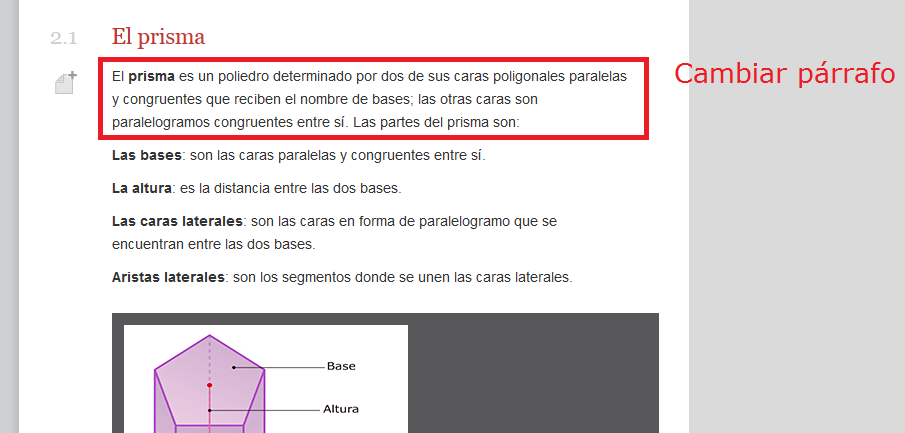 2.1 El prisma
El prisma es un poliedro determinado por dos de sus caras poligonales paralelas
y congruentes que reciben el nombre de bases; las otras caras son
paralelogramos congruentes entre sí. Las partes del prisma son:
Cambiar párrafo
Las bases: son las caras paralelas y congruentes entre sí.
La altura: es la distancia entre las dos bases.
Las caras laterales: son las caras en forma de paralelogramo que se
encuentran entre las dos bases.
Aristas laterales: son los segmentos donde se unen las caras laterales.
Base
Altura